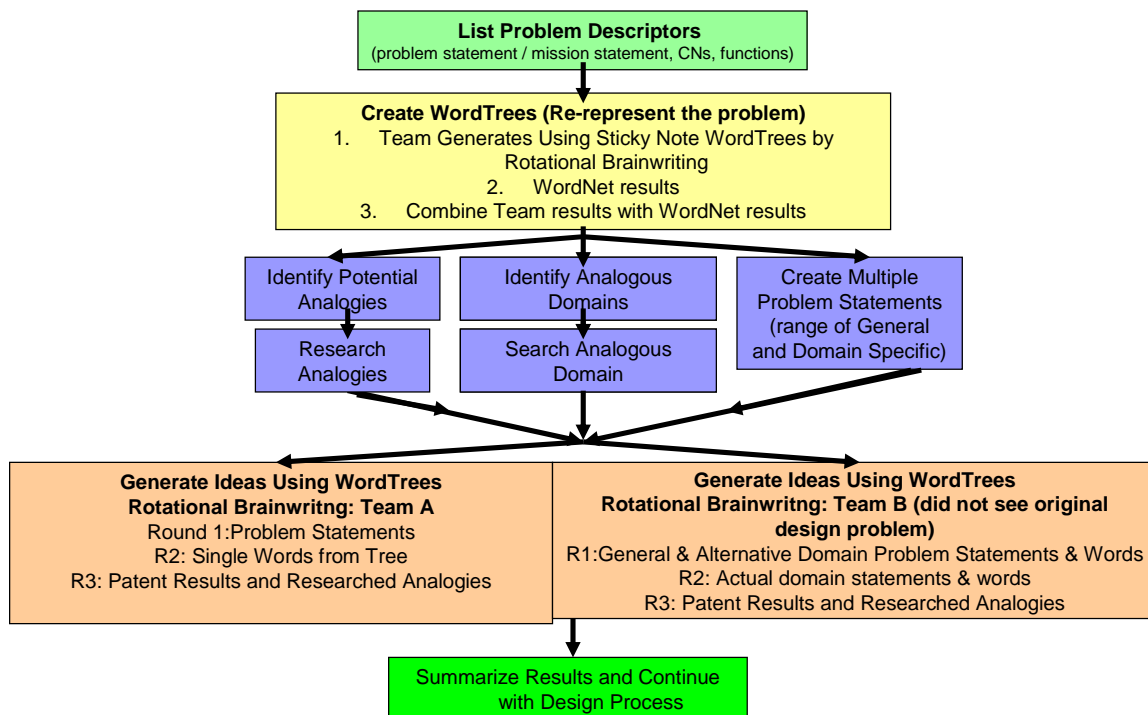 List Problem Descriptors
(problem statement / mission statement, CNs, functions)
Create WordTrees (Re-represent the problem)
1. Team Generates Using Sticky Note WordTrees by
Rotational Brainwriting
2. WordNet results
3. Combine Team results with WordNet results
Identify Potential
Analogies
Identify Analogous
Domains
Create Multiple
Problem Statements
(range of General
and Domain Specific)
Research
Analogies
Search Analogous
Domain
Generate Ideas Using WordTrees
Rotational Brainwritng: Team A
Round 1:Problem Statements
R2: Single Words from Tree
R3: Patent Results and Researched Analogies
Generate Ideas Using WordTrees
Rotational Brainwritng: Team B (did not see original
design problem)
R1:General & Alternative Domain Problem Statements & Words
R2: Actual domain statements & words
R3: Patent Results and Researched Analogies
Summarize Results and Continue
with Design Process